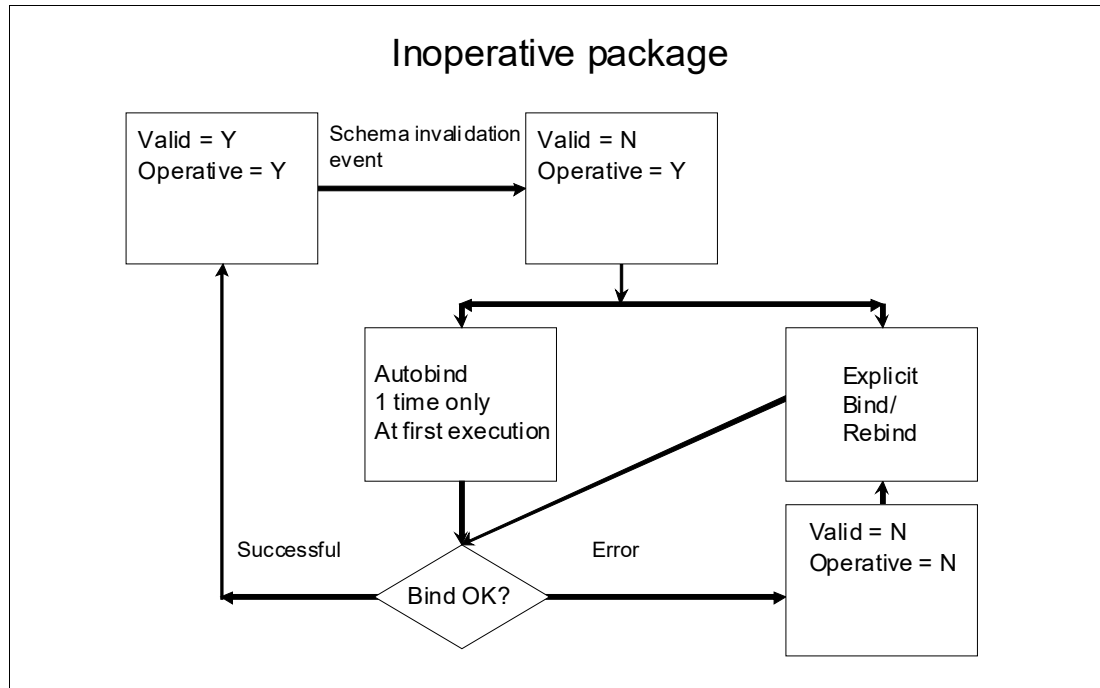 Inoperative package
Valid = Y
Operative = Y
Schema invalidation
event
Valid = N
Operative = Y
Autobind
1 time only
At first execution
Explicit
Bind/
Rebind
Successful
Error
Bind OK?
Valid = N
Operative = N